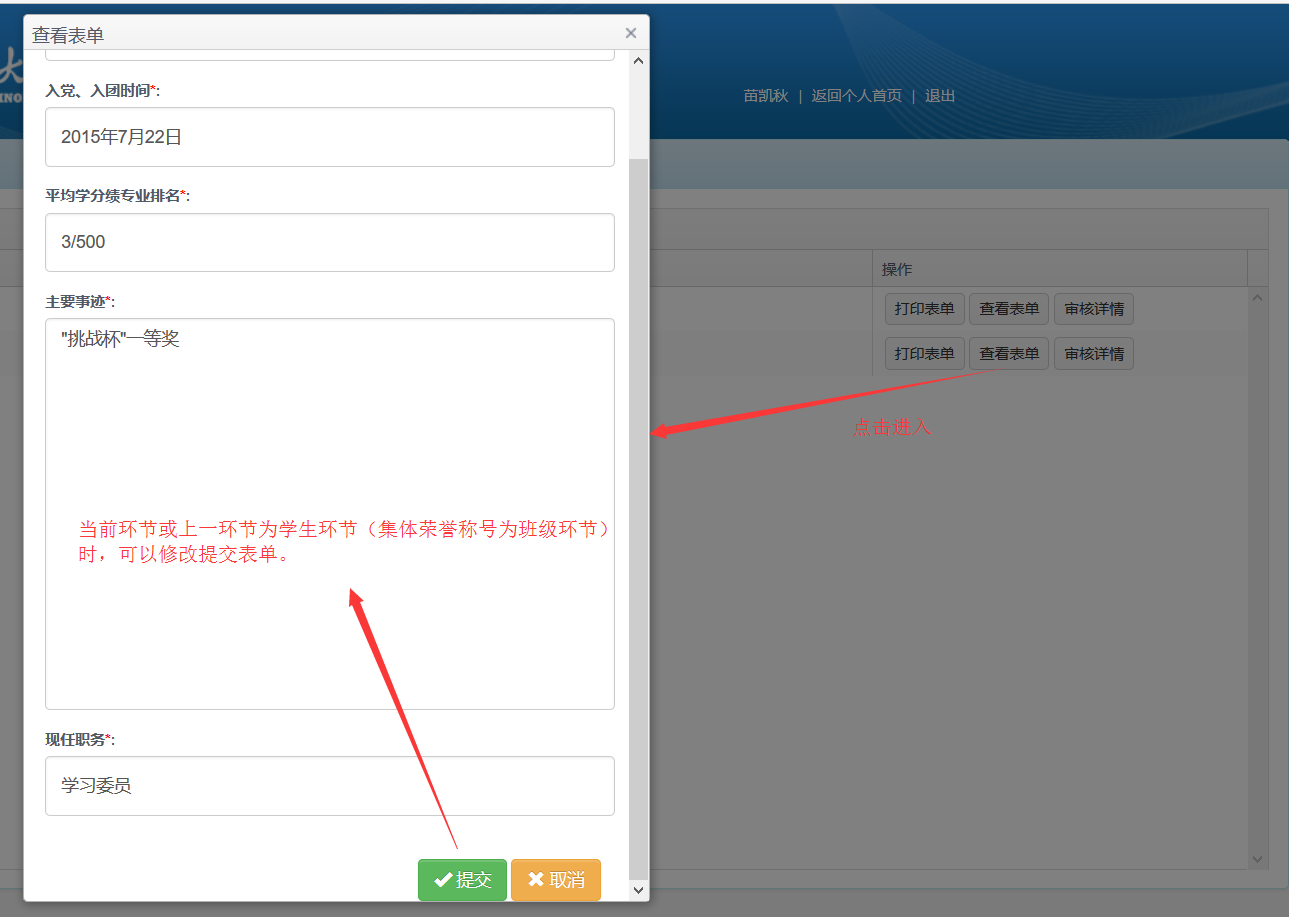 查看表单
×
苗凯秋 | 返回个人首页 | 退出
入党、入团时间*:
2015年7月22日
平均学分绩专业排名*:
3/500
操作
主要事迹*:
打印表单 查看表单 审核详情
"挑战杯"一等奖
打印表单 查看表单 审核详情
点击进入
当前环节或上一环节为学生环节（集体荣誉称号为班级环节）
时，可以修改提交表单。
现任职务*:
学习委员
提交 取消